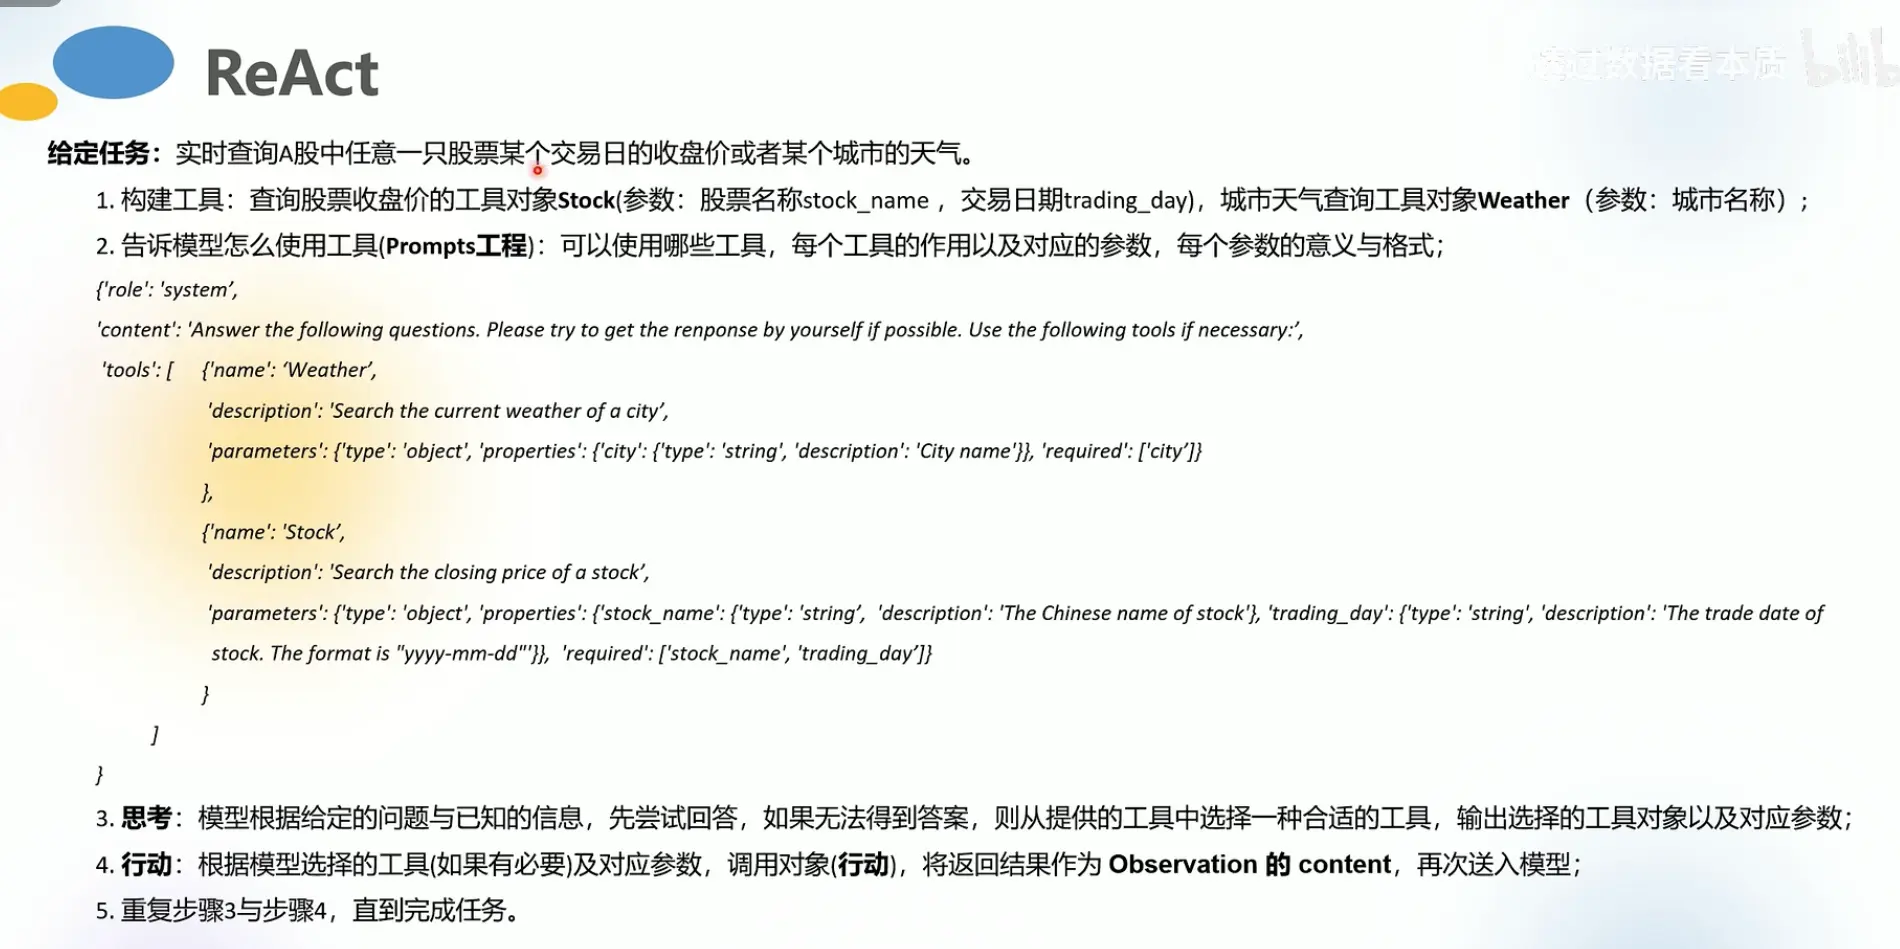 ReAct
透过数据看本质 bilibili
给定任务：实时查询A股中任意一只股票某个交易日的收盘价或者某个城市的天气。
1. 构建工具：查询股票收盘价的工具对象Stock(参数：股票名称stock_name ，交易日期trading_day)，城市天气查询工具对象Weather（参数：城市名称）;
2. 告诉模型怎么使用工具(Prompts工程)：可以使用哪些工具，每个工具的作用以及对应的参数，每个参数的意义与格式；
{'role': 'system’,
'content': 'Answer the following questions. Please try to get the renponse by yourself if possible. Use the following tools if necessary:’,
'tools': [ {'name': ‘Weather’,
'description': 'Search the current weather of a city’,
'parameters': {'type': 'object', 'properties': {'city': {'type': 'string', 'description': 'City name'}}, 'required': ['city’]}
},
{'name': 'Stock’,
'description': 'Search the closing price of a stock’,
'parameters': {'type': 'object', 'properties': {'stock_name': {'type': 'string’, 'description': 'The Chinese name of stock'}, 'trading_day': {'type': 'string', 'description': 'The trade date of
stock. The format is "yyyy-mm-dd"'}}, 'required': ['stock_name', 'trading_day’]}
}
]
}
3. 思考：模型根据给定的问题与已知的信息，先尝试回答，如果无法得到答案，则从提供的工具中选择一种合适的工具，输出选择的工具对象以及对应参数；
4. 行动：根据模型选择的工具(如果有必要)及对应参数，调用对象(行动)，将返回结果作为 Observation 的 content，再次送入模型；
5. 重复步骤3与步骤4，直到完成任务。